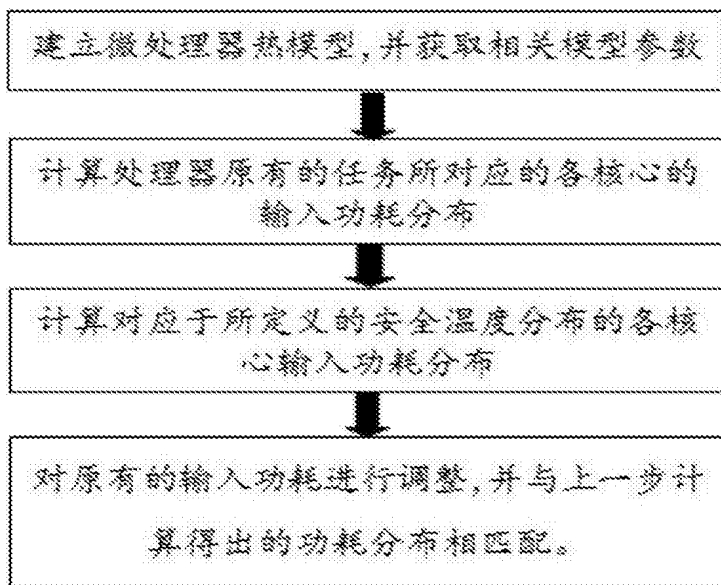 建立微处理器热模型,并获取相关模型参数
计算处理器原有的任务所对应的各核心的
输入功耗分布
计算对应于所定义的安全温度分布的各核
心输入功耗分布
对原有的输入功耗进行调整,并与上一步计
算得出的功耗分布相匹配。